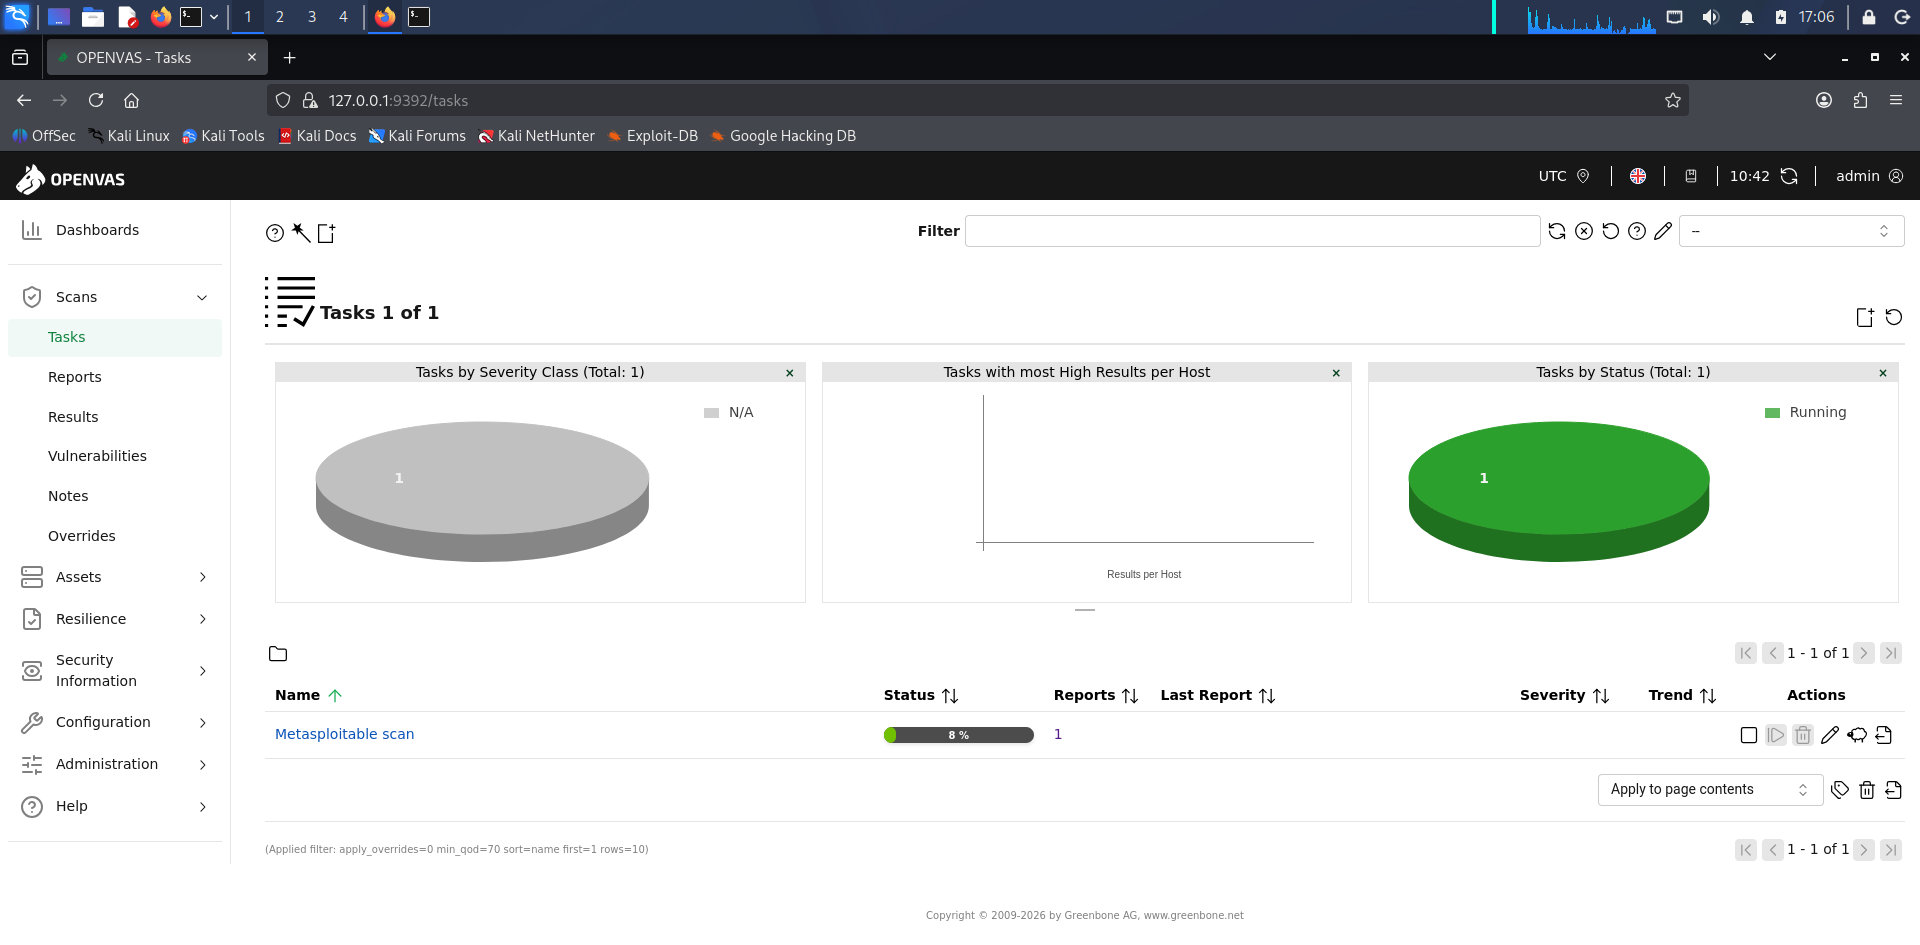 1 2 3 4 17:06
OPENVAS - Tasks
127.0.0.1:9392/tasks
OffSec Kali Linux Kali Tools Kali Docs Kali Forums Kali NetHunter Exploit-DB Google Hacking DB
OPENVAS UTC 10:42 admin
Dashboards
Scans
Tasks
Reports
Results
Vulnerabilities
Notes
Overrides
Assets
Resilience
Security
Information
Configuration
Administration
Help
Filter --
Tasks 1 of 1
Tasks by Severity Class (Total: 1)
N/A
1
Tasks with most High Results per Host
Results per Host
Tasks by Status (Total: 1)
Running
1
1 - 1 of 1
Name Status Reports Last Report Severity Trend Actions
Metasploitable scan 8 % 1
Apply to page contents
(Applied filter: apply_overrides=0 min_qod=70 sort=name first=1 rows=10) 1 - 1 of 1
Copyright © 2009-2026 by Greenbone AG, www.greenbone.net